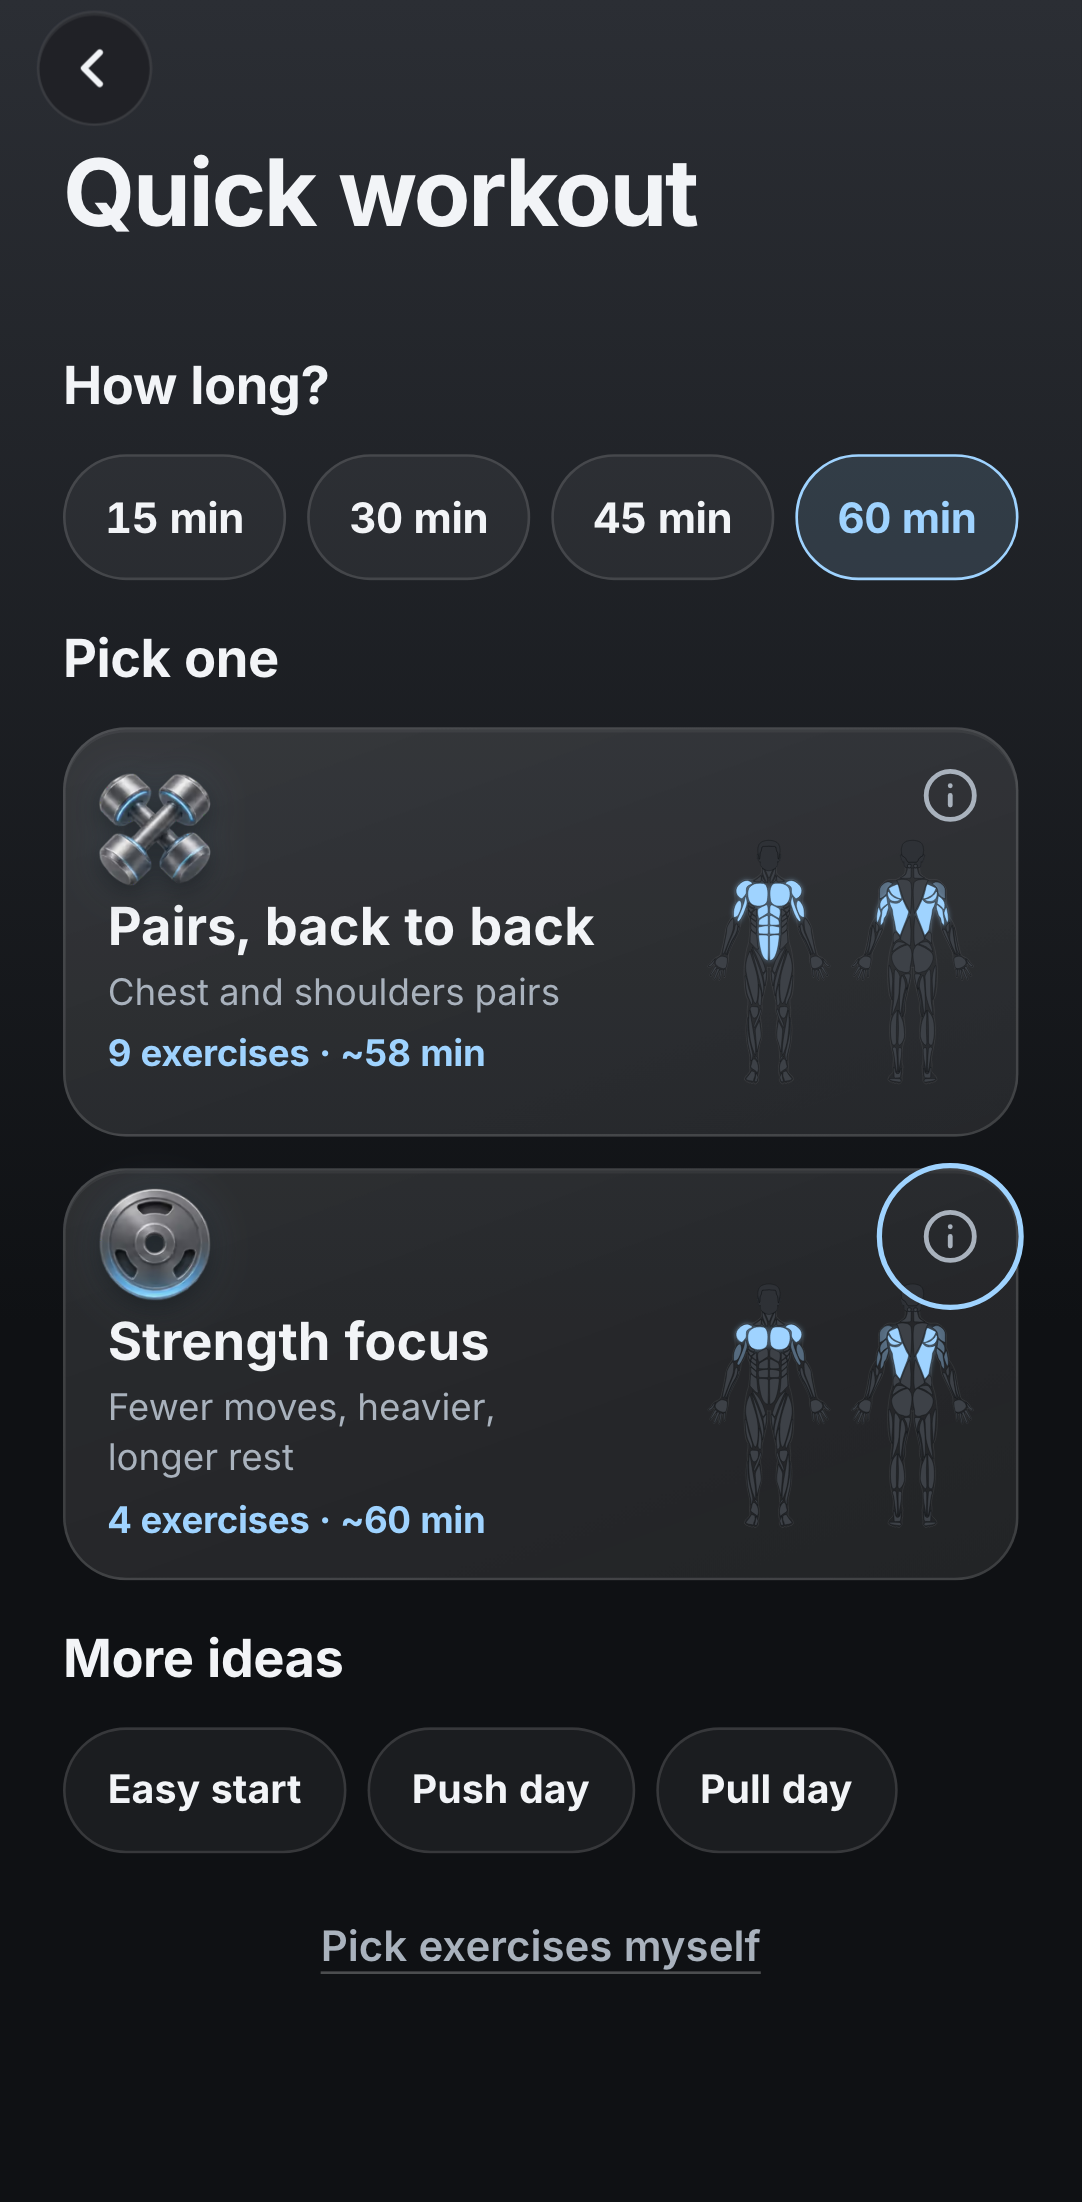 Quick workout
How long?
15 min 30 min 45 min 60 min
Pick one
Pairs, back to back
Chest and shoulders pairs
9 exercises · ~58 min
Strength focus
Fewer moves, heavier,
longer rest
4 exercises · ~60 min
More ideas
Easy start Push day Pull day
Pick exercises myself